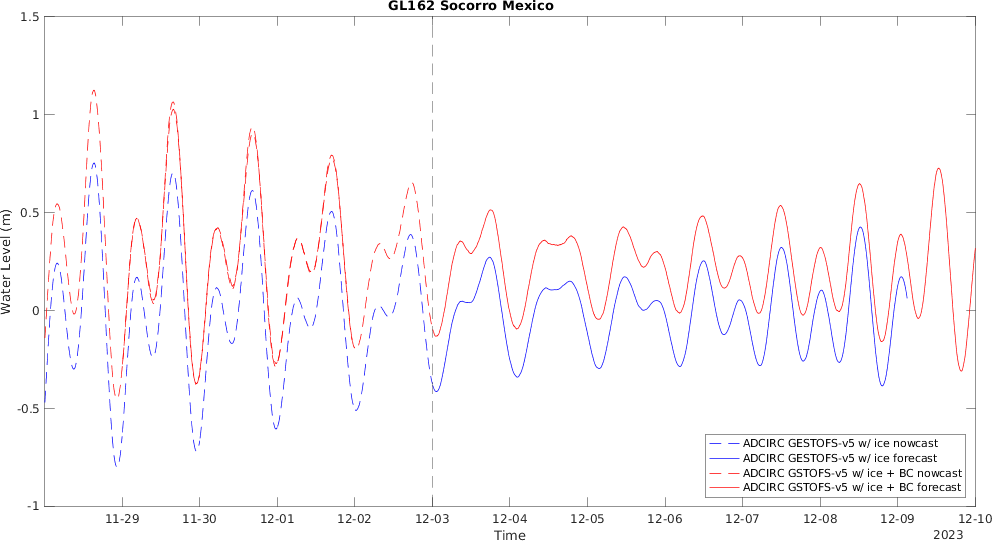 GL162 Socorro Mexico
1.5
1
0.5
0
-0.5
-1
Water Level (m)
11-29
11-30
12-01
12-02
12-03
12-04
12-05
12-06
12-07
12-08
12-09
12-10
Time
2023
ADCIRC GESTOFS-v5 w/ ice nowcast
ADCIRC GESTOFS-v5 w/ ice forecast
ADCIRC GSTOFS-v5 w/ ice + BC nowcast
ADCIRC GSTOFS-v5 w/ ice + BC forecast